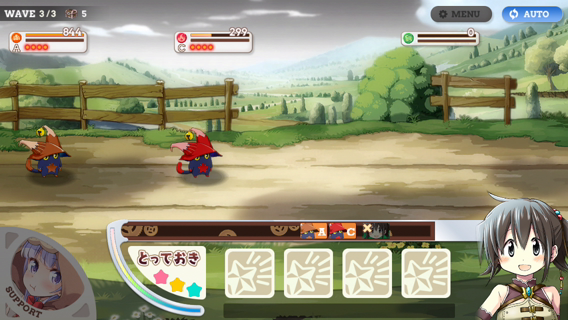 WAVE 3/3 5 MENU AUTO
844 299 0
A C
A C
とっておき
SUPPORT